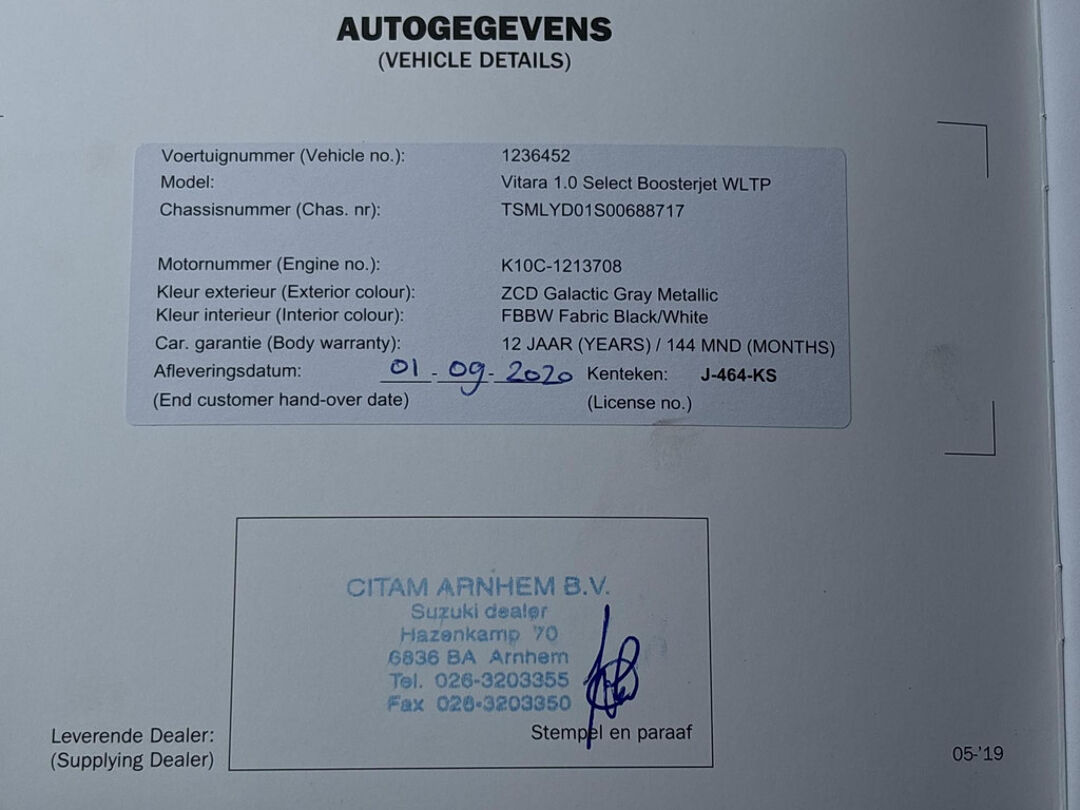 AUTOGEGEVENS
(VEHICLE DETAILS)
Voertuignummer (Vehicle no.): 1236452
Model: Vitara 1.0 Select Boosterjet WLTP
Chassisnummer (Chas. nr): TSMLYD01S00688717
Motornummer (Engine no.): K10C-1213708
Kleur exterieur (Exterior colour): ZCD Galactic Gray Metallic
Kleur interieur (Interior colour): FBBW Fabric Black/White
Car. garantie (Body warranty): 12 JAAR (YEARS) / 144 MND (MONTHS)
Afleveringsdatum: 01 - 09 - 2020 Kenteken: J-464-KS
(End customer hand-over date) (License no.)
CITAM ARNHEM B.V.
Suzuki dealer
Hazenkamp 70
6836 BA Arnhem
Tel. 026-3203355
Fax 026-3203350
Stempel en paraaf
Leverende Dealer:
(Supplying Dealer)
05-'19